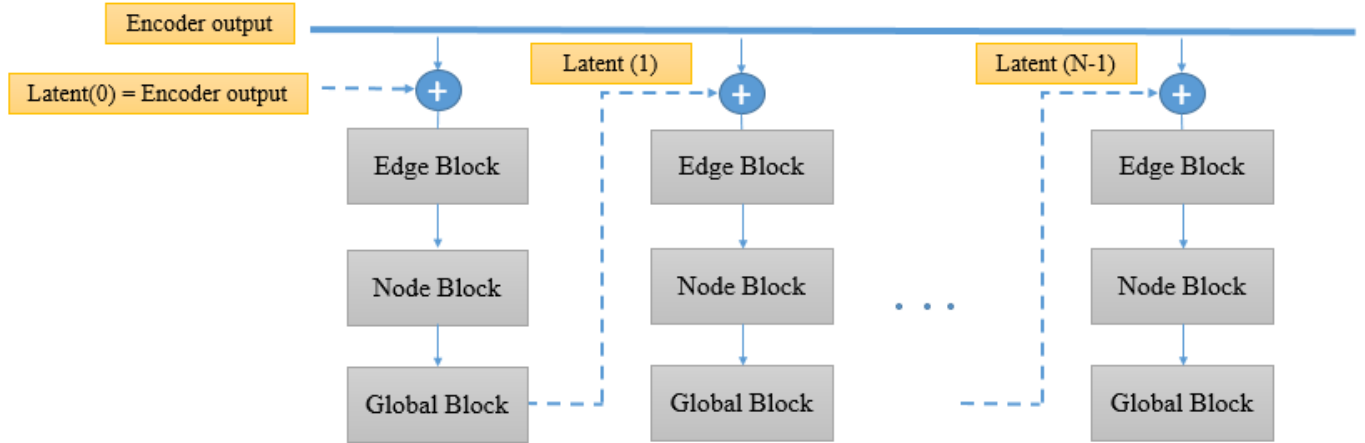 Encoder output
Latent(0) = Encoder output
Latent (1)
Latent (N-1)
+
+
+
Edge Block
Edge Block
Edge Block
Node Block
Node Block
Node Block
. . .
Global Block
Global Block
Global Block